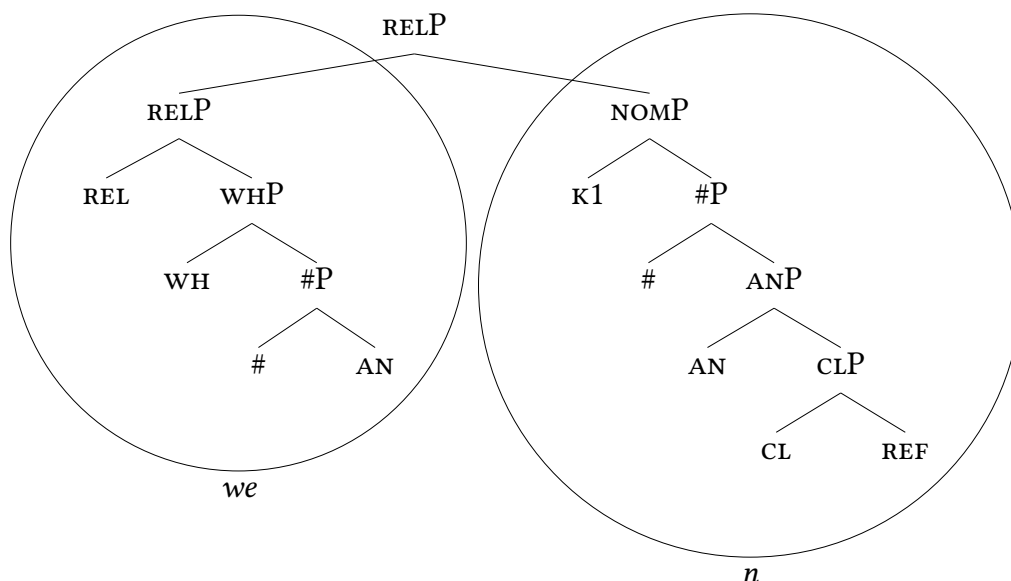 RELP
RELP NOMP
REL WHP K1 #P
WH #P # ANP
# AN AN CLP
CL REF
we
n